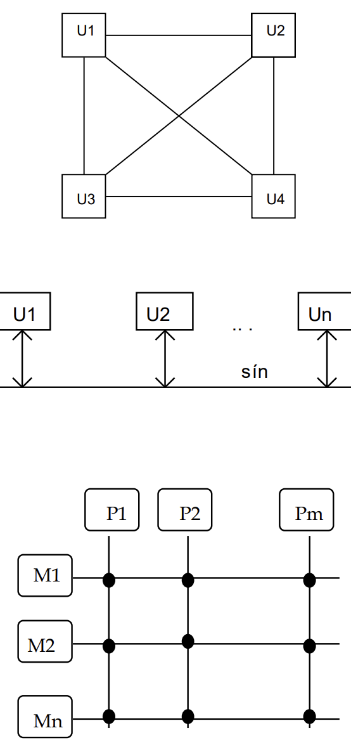 U1 U2
U3 U4
U1 U2 ... Un
sín
P1 P2 Pm
M1
M2
Mn